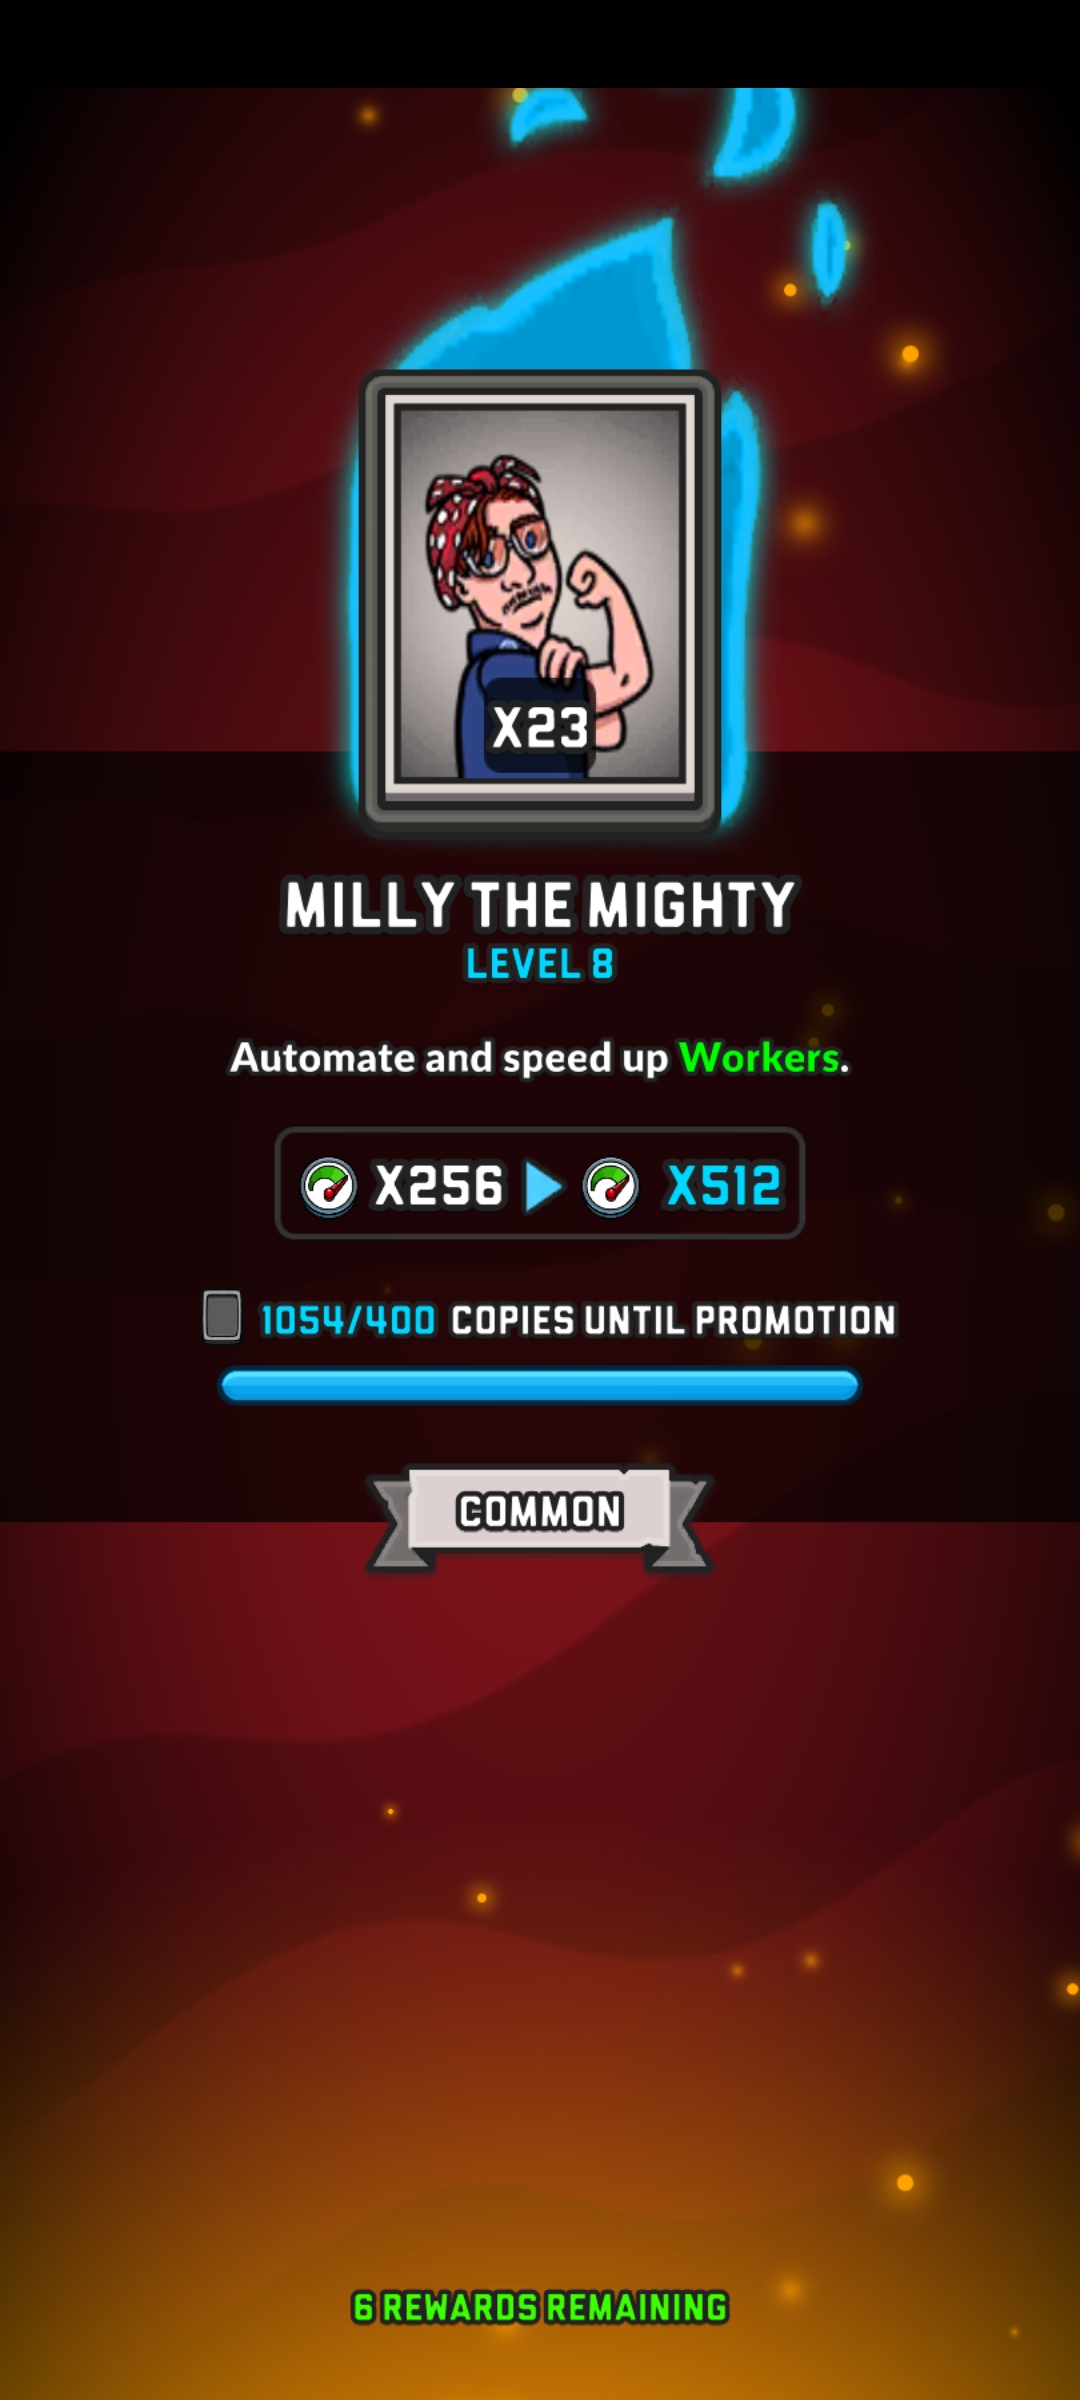 X23
MILLY THE MIGHTY
LEVEL 8
Automate and speed up Workers.
X256 X512
1054/400 COPIES UNTIL PROMOTION
COMMON
6 REWARDS REMAINING